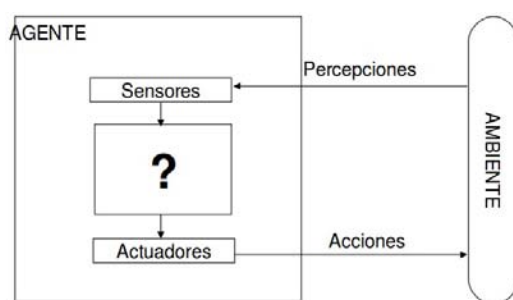 AGENTE
Percepciones
Sensores
?
AMBIENTE
Actuadores
Acciones